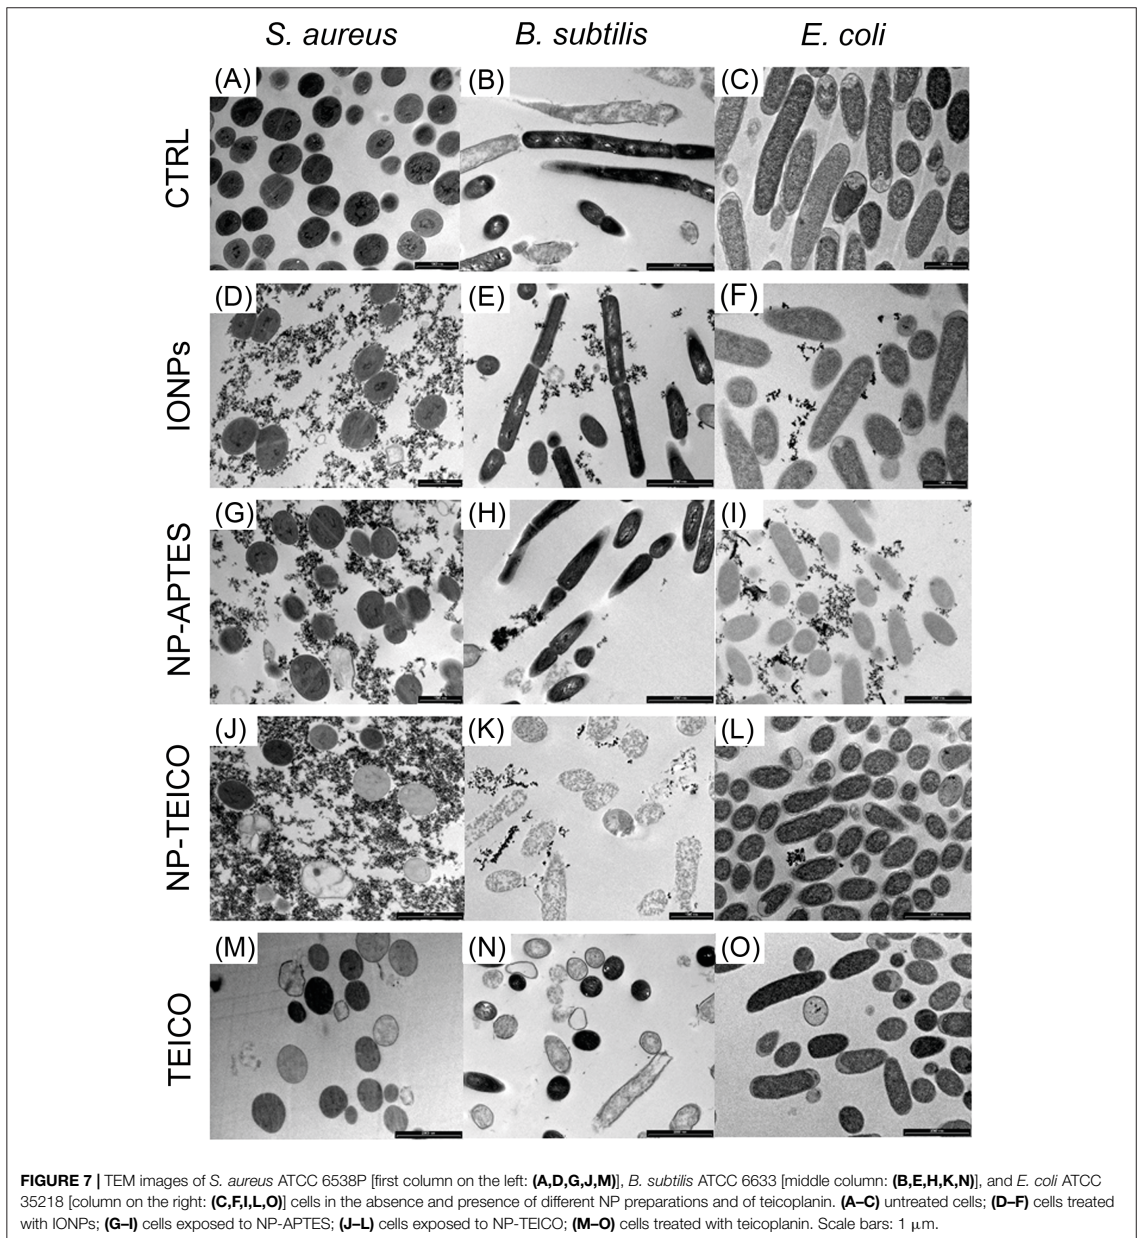 S. aureus B. subtilis E. coli
CTRL
(A) (B) (C)
IONPs
(D) (E) (F)
NP-APTES
(G) (H) (I)
NP-TEICO
(J) (K) (L)
TEICO
(M) (N) (O)
FIGURE 7 | TEM images of S. aureus ATCC 6538P [first column on the left: (A,D,G,J,M)], B. subtilis ATCC 6633 [middle column: (B,E,H,K,N)], and E. coli ATCC
35218 [column on the right: (C,F,I,L,O)] cells in the absence and presence of different NP preparations and of teicoplanin. (A–C) untreated cells; (D–F) cells treated
with IONPs; (G–I) cells exposed to NP-APTES; (J–L) cells exposed to NP-TEICO; (M–O) cells treated with teicoplanin. Scale bars: 1 μm.